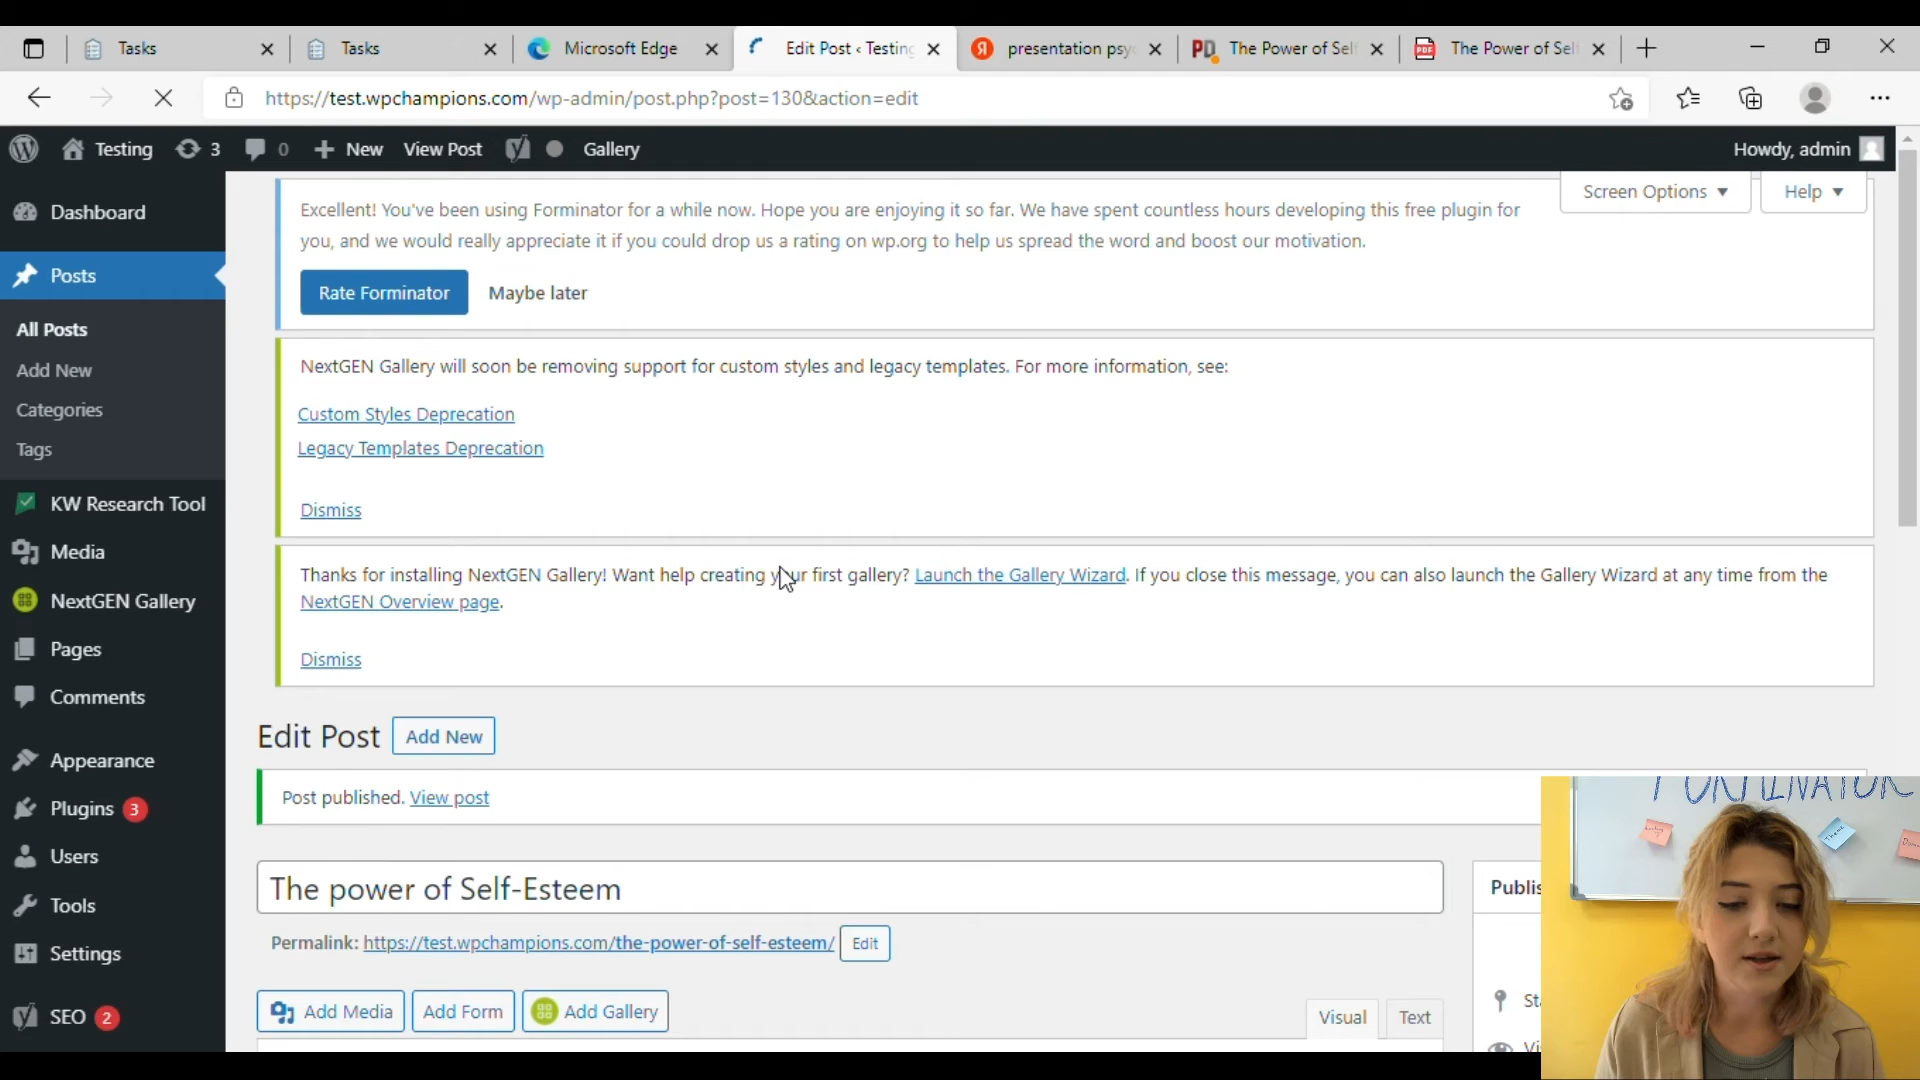 Tasks
Tasks
Microsoft Edge
Edit Post ‹ Testing
presentation psy
The Power of Sel
The Power of Sel
https://test.wpchampions.com/wp-admin/post.php?post=130&action=edit
Testing
3
0
New
View Post
Gallery
Howdy, admin
Screen Options
Help
Dashboard
Posts
All Posts
Add New
Categories
Tags
KW Research Tool
Media
NextGEN Gallery
Pages
Comments
Appearance
Plugins 3
Users
Tools
Settings
SEO 2
Excellent! You've been using Forminator for a while now. Hope you are enjoying it so far. We have spent countless hours developing this free plugin for
you, and we would really appreciate it if you could drop us a rating on wp.org to help us spread the word and boost our motivation.
Rate Forminator
Maybe later
NextGEN Gallery will soon be removing support for custom styles and legacy templates. For more information, see:
Custom Styles Deprecation
Legacy Templates Deprecation
Dismiss
Thanks for installing NextGEN Gallery! Want help creating your first gallery? Launch the Gallery Wizard. If you close this message, you can also launch the Gallery Wizard at any time from the
NextGEN Overview page.
Dismiss
Edit Post
Add New
Post published. View post
The power of Self-Esteem
Permalink: https://test.wpchampions.com/the-power-of-self-esteem/
Edit
Add Media
Add Form
Add Gallery
Visual
Text
Publis
St
Vi
FORMINATOR
Theme